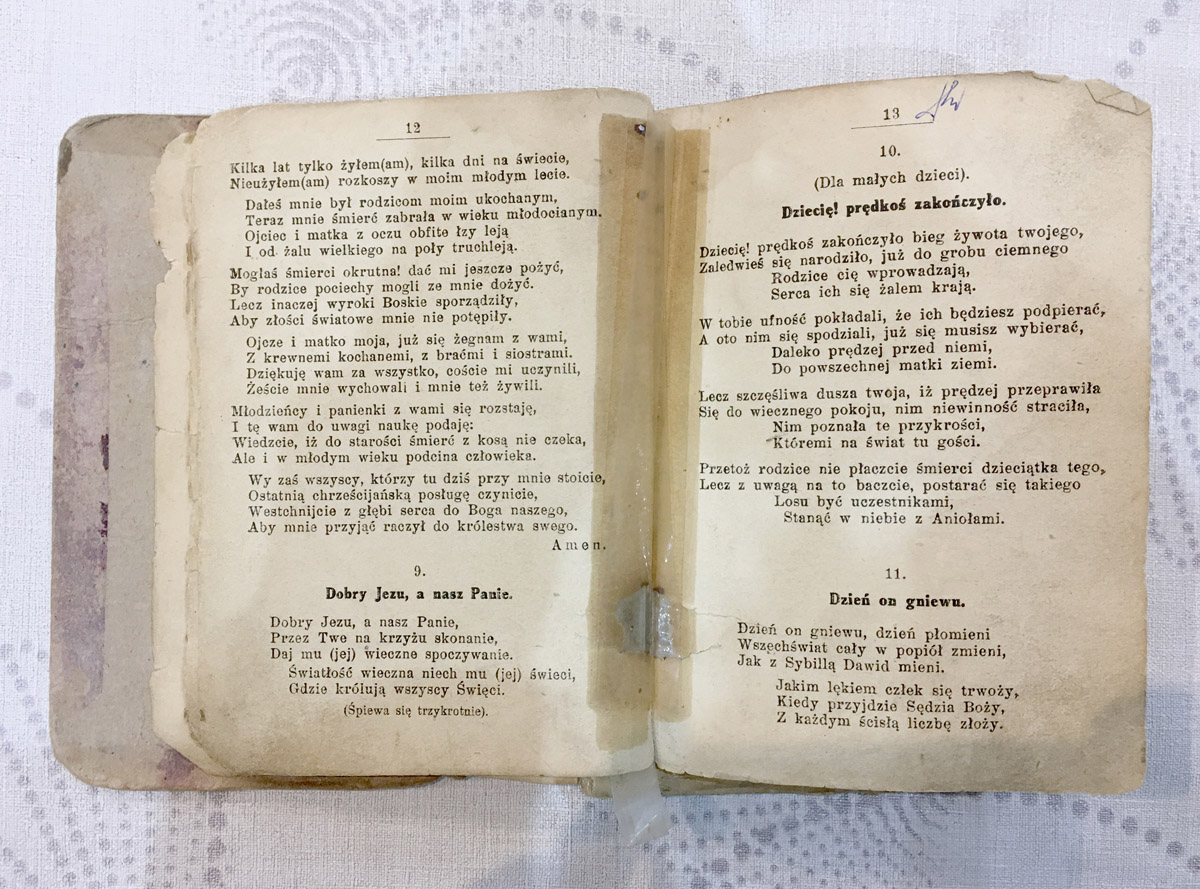 12
Kilka lat tylko żyłem(am), kilka dni na świecie,
Nieużyłem(am) rozkoszy w moim młodym lecie.
Dałeś mnie był rodzicom moim ukochanym,
Teraz mnie śmierć zabrała w wieku młodocianym.
Ojciec i matka z oczu obfite łzy leją
I od żalu wielkiego na poły truchleją.
Mogłaś śmierci okrutna! dać mi jeszcze pożyć,
By rodzice pociechy mogli ze mnie dożyć.
Lecz inaczej wyroki Boskie sporządziły,
Aby złości światowe mnie nie potępiły.
Ojcze i matko moja, już się żegnam z wami,
Z krewnemi kochanemi, z braćmi i siostrami.
Dziękuję wam za wszystko, coście mi uczynili,
Żeście mnie wychowali i mnie też żywili.
Młodzieńcy i panienki z wami się rozstaję,
I tę wam do uwagi naukę podaję:
Wiedzcie, iż do starości śmierć z kosą nie czeka,
Ale i w młodym wieku podcina człowieka.
Wy zaś wszyscy, którzy tu dziś przy mnie stoicie,
Ostatnią chrześcijańską posługę czynicie,
Westchnijcie z głębi serca do Boga naszego,
Aby mnie przyjąć raczył do królestwa swego.
Amen.
9.
Dobry Jezu, a nasz Panie.
Dobry Jezu, a nasz Panie,
Przez Twe na krzyżu skonanie,
Daj mu (jej) wieczne spoczywanie.
Światłość wieczna niech mu (jej) świeci,
Gdzie królują wszyscy Święci.
(Śpiewa się trzykrotnie).
13
10.
(Dla małych dzieci).
Dziecię! prędkoś zakończyło.
Dziecię! prędkoś zakończyło bieg żywota twojego,
Zaledwieś się narodziło, już do grobu ciemnego
Rodzice cię wprowadzają,
Serca ich się żalem krają.
W tobie ufność pokładali, że ich będziesz podpierać,
A oto nim się spodziali, już się musisz wybierać,
Daleko prędzej przed niemi,
Do powszechnej matki ziemi.
Lecz szczęśliwa dusza twoja, iż prędzej przeprawiła
Się do wiecznego pokoju, nim niewinność straciła,
Nim poznała te przykrości,
Któremi na świat tu gości.
Przetoż rodzice nie płaczcie śmierci dzieciątka tego,
Lecz z uwagą na to baczcie, postarać się takiego
Losu być uczestnikami,
Stanąć w niebie z Aniołami.
11.
Dzień on gniewu.
Dzień on gniewu, dzień płomieni
Wszechświat cały w popiół zmieni,
Jak z Sybillą Dawid mieni.
Jakim lękiem człek się trwoży,
Kiedy przyjdzie Sędzia Boży,
Z każdym ścisłą liczbę złoży.